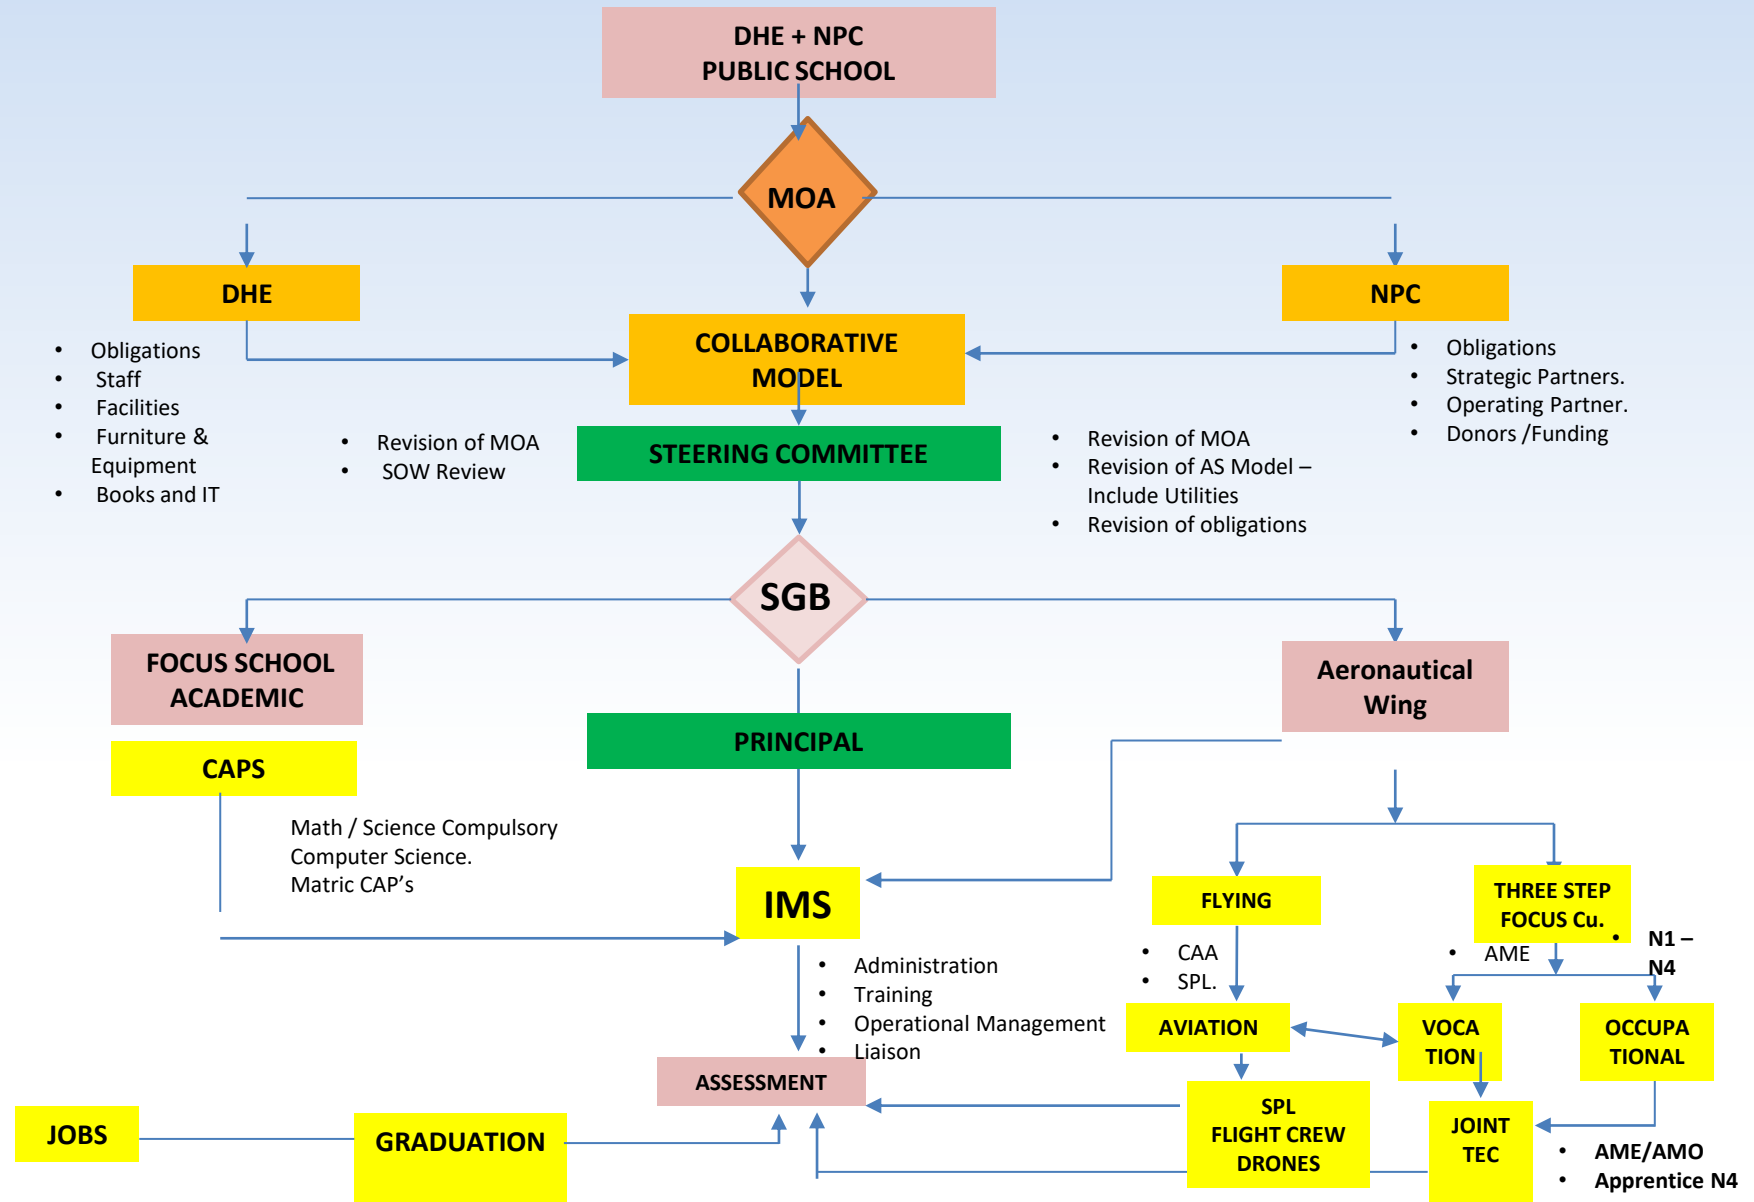 DHE + NPC
PUBLIC SCHOOL
MOA
DHE
NPC
COLLABORATIVE
MODEL
• Obligations
• Staff
• Facilities
• Furniture &
Equipment
• Books and IT
• Obligations
• Strategic Partners.
• Operating Partner.
• Donors /Funding
• Revision of MOA
• SOW Review
STEERING COMMITTEE
• Revision of MOA
• Revision of AS Model –
Include Utilities
• Revision of obligations
SGB
FOCUS SCHOOL
ACADEMIC
Aeronautical
Wing
PRINCIPAL
CAPS
Math / Science Compulsory
Computer Science.
Matric CAP's
IMS
FLYING
THREE STEP
FOCUS Cu.
• CAA
• SPL.
• AME
• N1 –
N4
• Administration
• Training
• Operational Management
• Liaison
AVIATION
VOCA
TION
OCCUPA
TIONAL
ASSESSMENT
SPL
FLIGHT CREW
DRONES
JOINT
TEC
• AME/AMO
• Apprentice N4
JOBS
GRADUATION